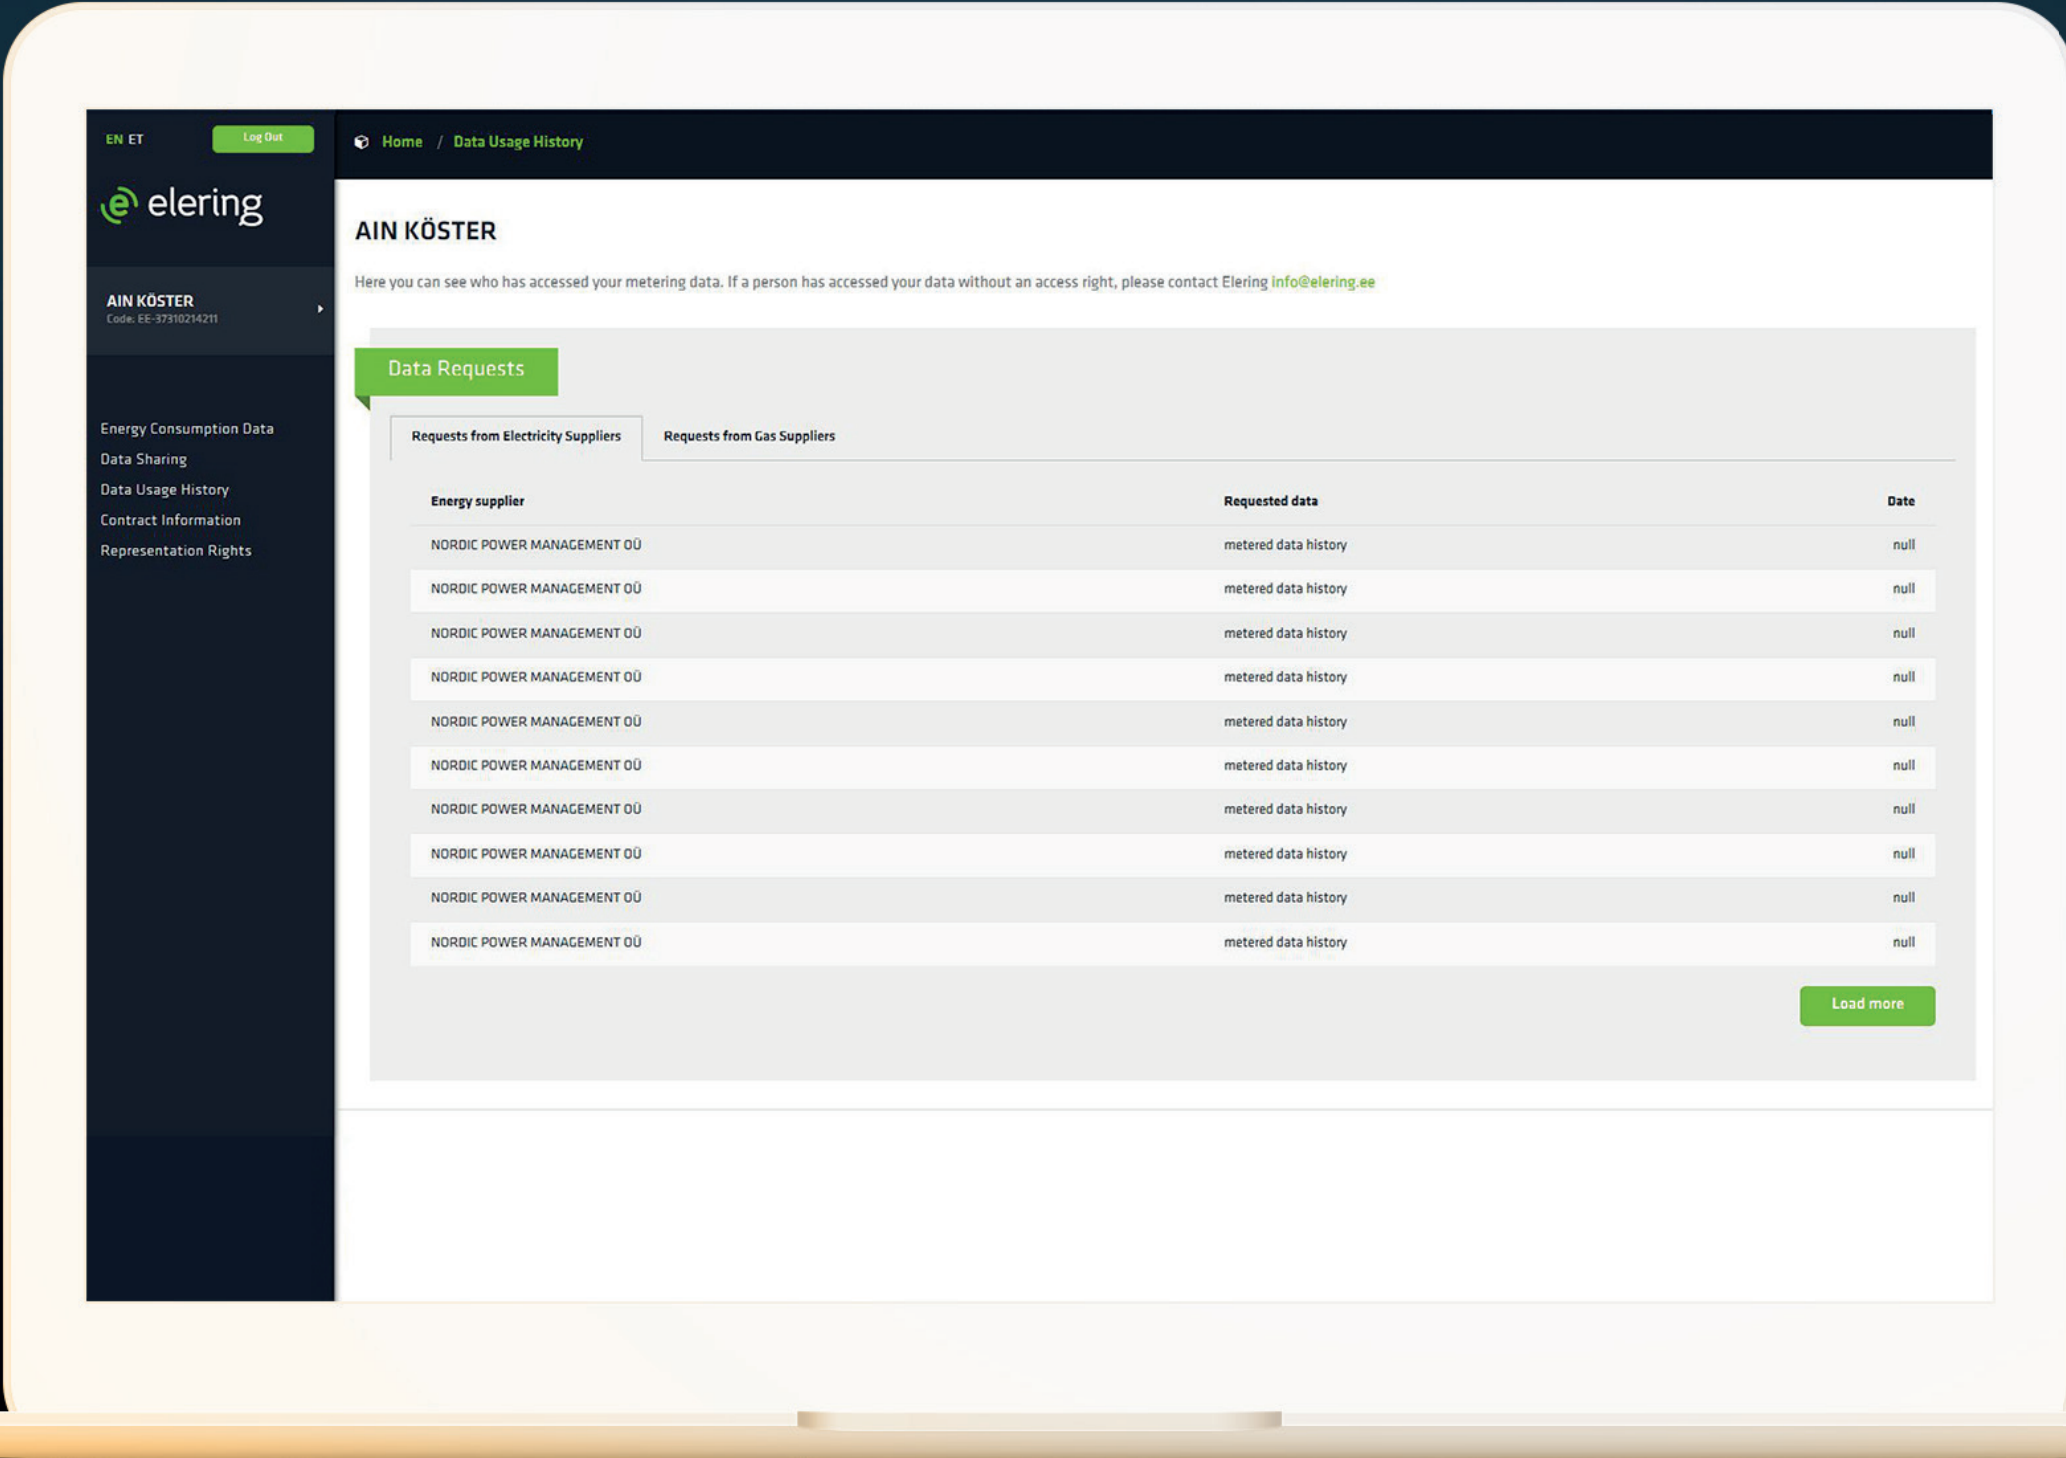 EN ET
Log Out
Home / Data Usage History
elering
AIN KÖSTER
Code: EE-37310214211
Energy Consumption Data
Data Sharing
Data Usage History
Contract Information
Representation Rights
AIN KÖSTER
Here you can see who has accessed your metering data. If a person has accessed your data without an access right, please contact Elering info@elering.ee
Data Requests
Requests from Electricity Suppliers Requests from Gas Suppliers
Energy supplier Requested data Date
NORDIC POWER MANAGEMENT OÜ metered data history null
NORDIC POWER MANAGEMENT OÜ metered data history null
NORDIC POWER MANAGEMENT OÜ metered data history null
NORDIC POWER MANAGEMENT OÜ metered data history null
NORDIC POWER MANAGEMENT OÜ metered data history null
NORDIC POWER MANAGEMENT OÜ metered data history null
NORDIC POWER MANAGEMENT OÜ metered data history null
NORDIC POWER MANAGEMENT OÜ metered data history null
NORDIC POWER MANAGEMENT OÜ metered data history null
NORDIC POWER MANAGEMENT OÜ metered data history null
Load more